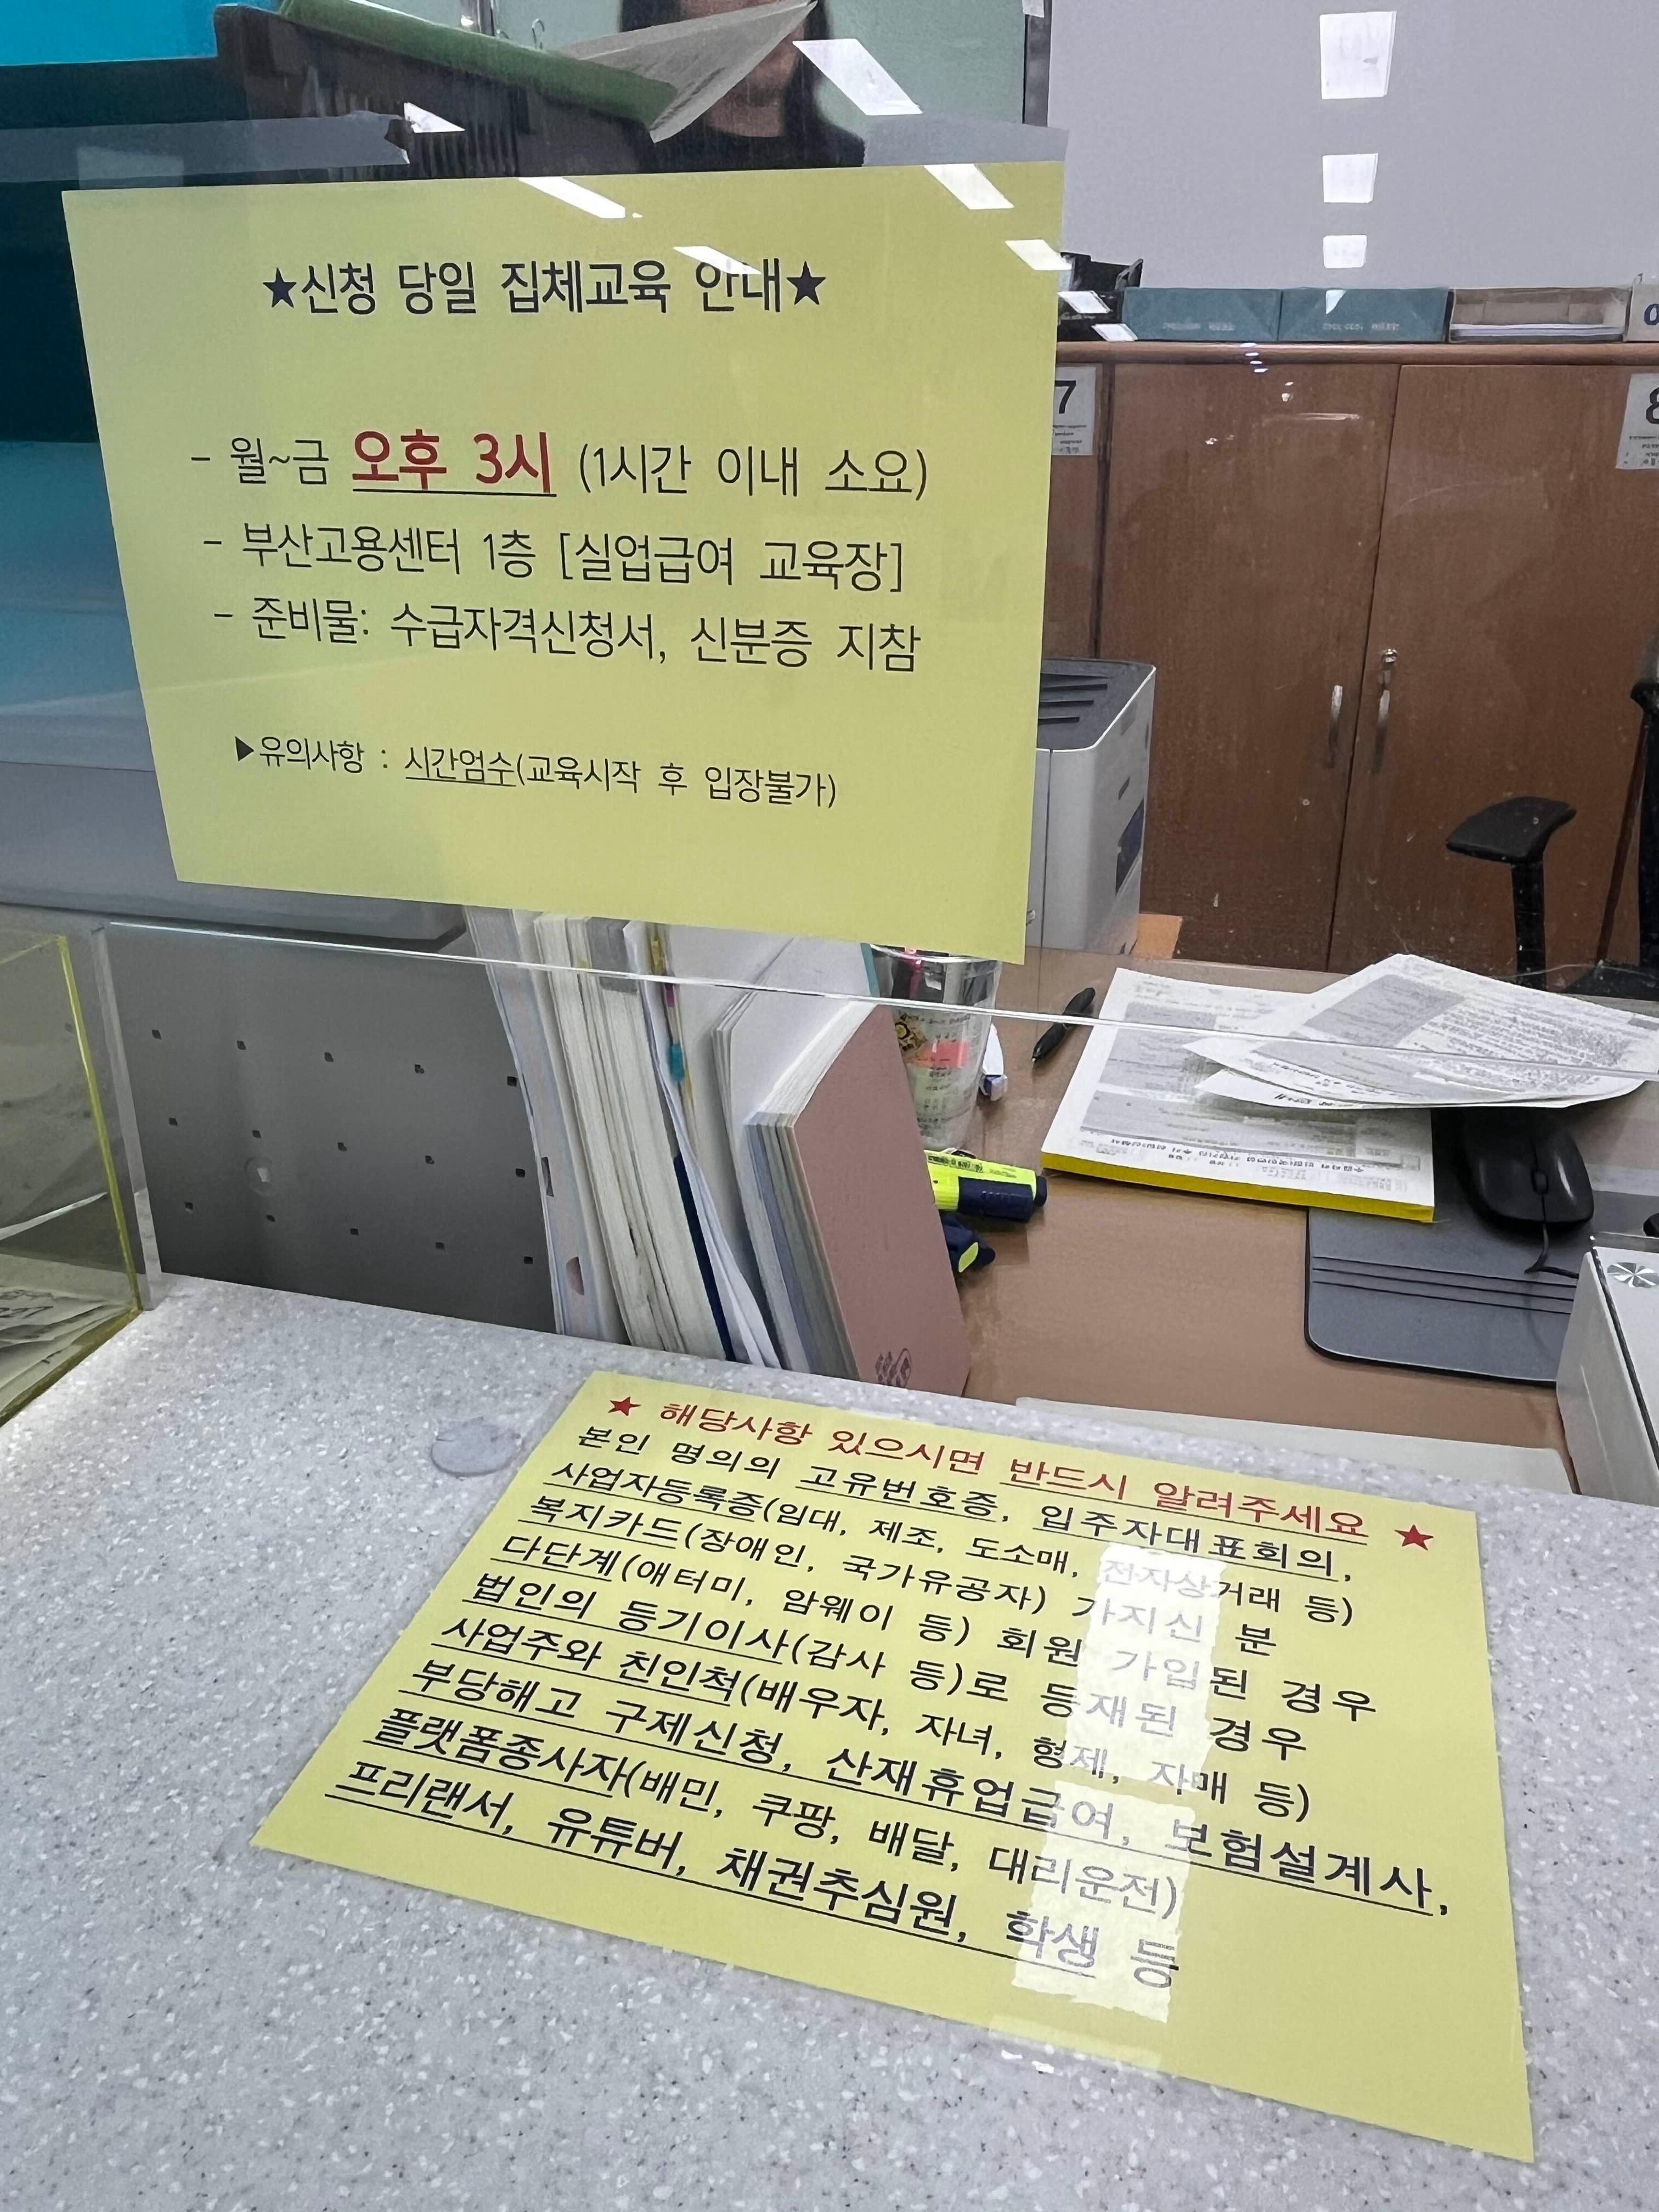 ★신청 당일 집체교육 안내★
- 월~금 오후 3시 (1시간 이내 소요)
- 부산고용센터 1층 [실업급여 교육장]
- 준비물: 수급자격신청서, 신분증 지참
▶유의사항 : 시간엄수(교육시작 후 입장불가)
7
8
★ 해당사항 있으시면 반드시 알려주세요 ★
본인 명의의 고유번호증, 입주자대표회의,
사업자등록증(임대, 제조, 도소매, 전자상거래 등)
복지카드(장애인, 국가유공자) 가지신 분
다단계(애터미, 암웨이 등) 회원 가입된 경우
법인의 등기이사(감사 등)로 등재된 경우
사업주와 친인척(배우자, 자녀, 형제, 자매 등)
부당해고 구제신청, 산재휴업급여, 보험설계사,
플랫폼종사자(배민, 쿠팡, 배달, 대리운전)
프리랜서, 유튜버, 채권추심원, 학생 등